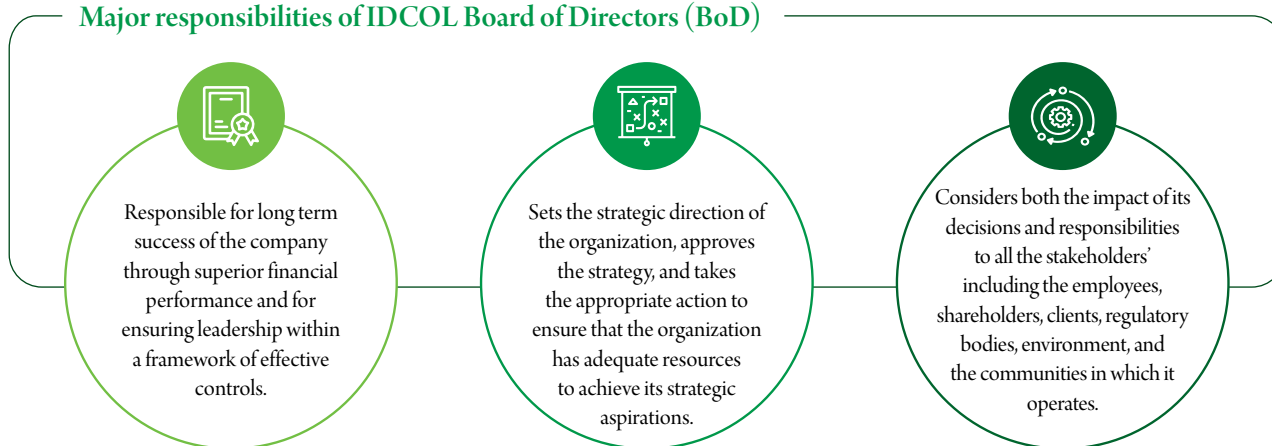 Major responsibilities of IDCOL Board of Directors (BoD)
Responsible for long term
success of the company
through superior financial
performance and for
ensuring leadership within
a framework of effective
controls.
Sets the strategic direction of
the organization, approves
the strategy, and takes
the appropriate action to
ensure that the organization
has adequate resources
to achieve its strategic
aspirations.
Considers both the impact of its
decisions and responsibilities
to all the stakeholders’
including the employees,
shareholders, clients, regulatory
bodies, environment, and
the communities in which it
operates.